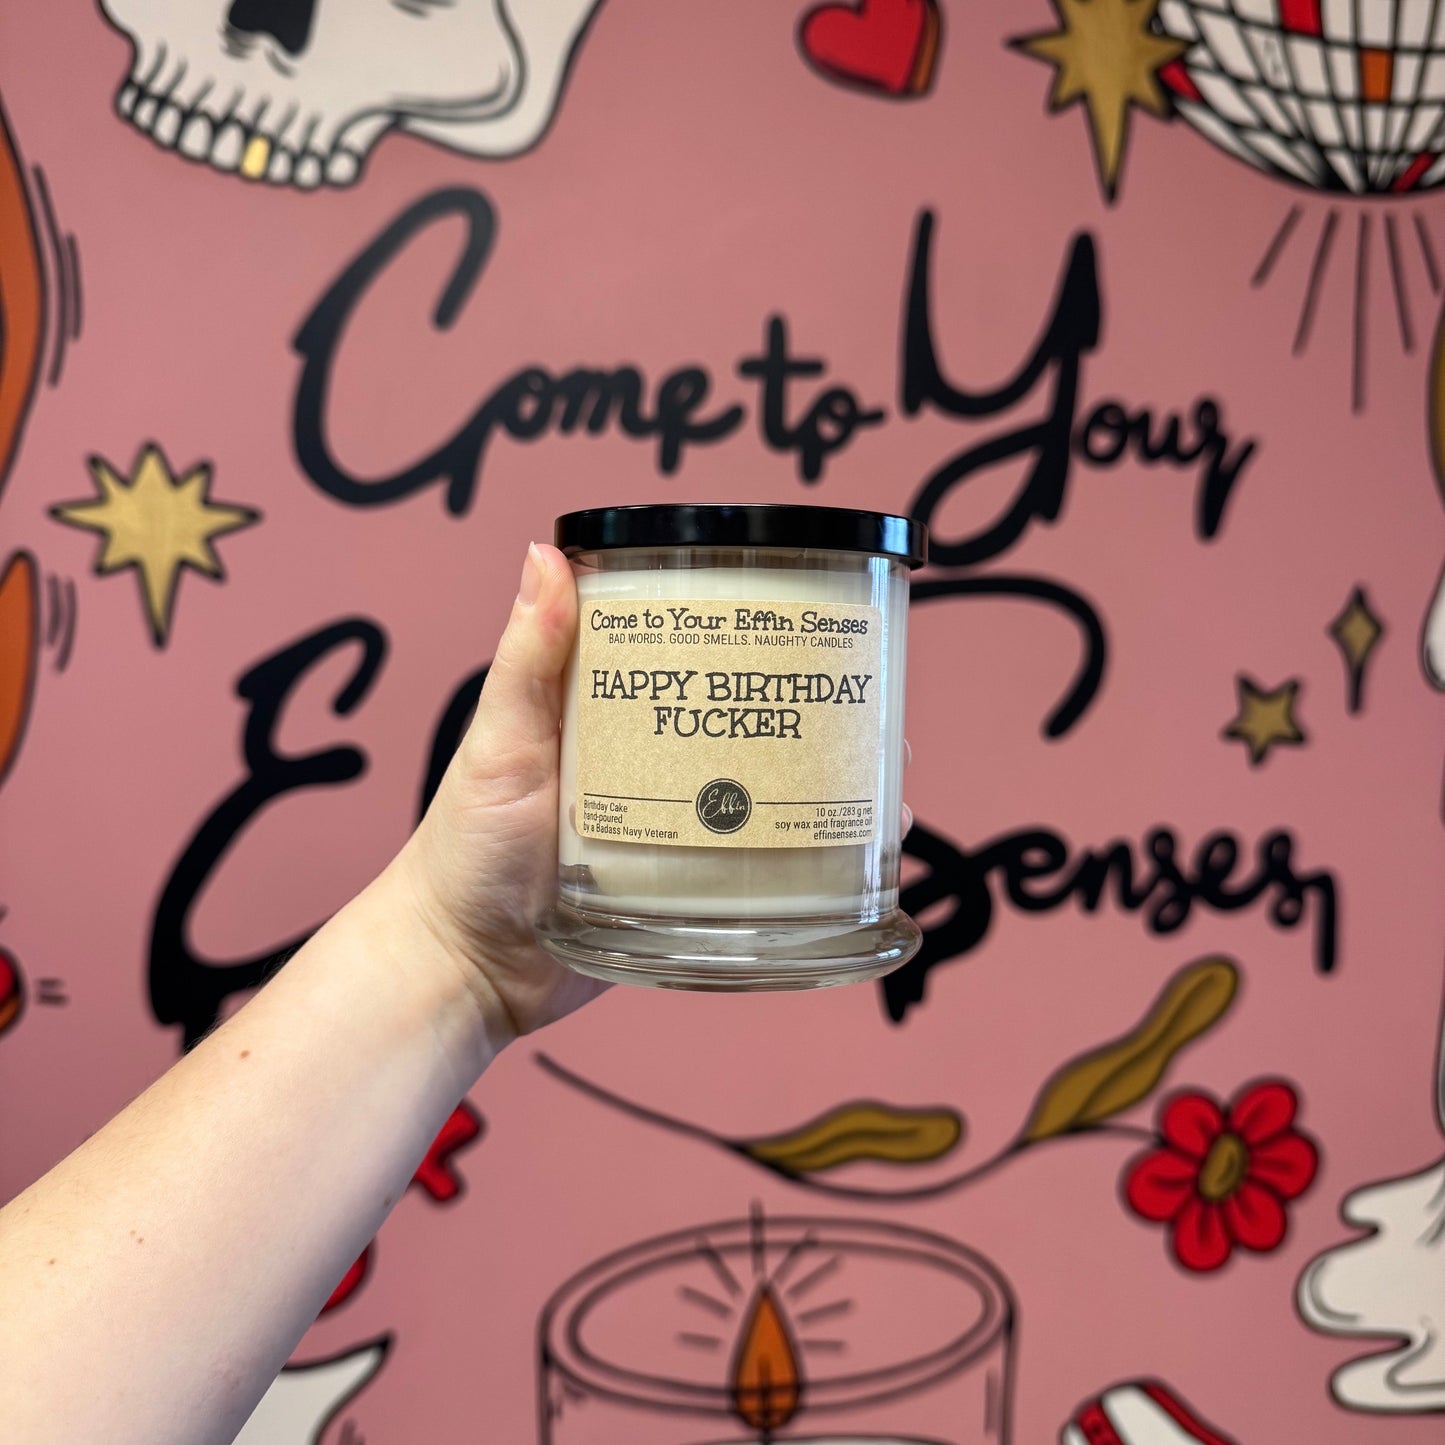 Come to Your
E Senses,
Come to Your Effin Senses
BAD WORDS. GOOD SMELLS. NAUGHTY CANDLES
HAPPY BIRTHDAY
FUCKER
Effin
Birthday Cake
hand-poured
by a Badass Navy Veteran
10 oz./283 g net
soy wax and fragrance oil
effinsenses.com